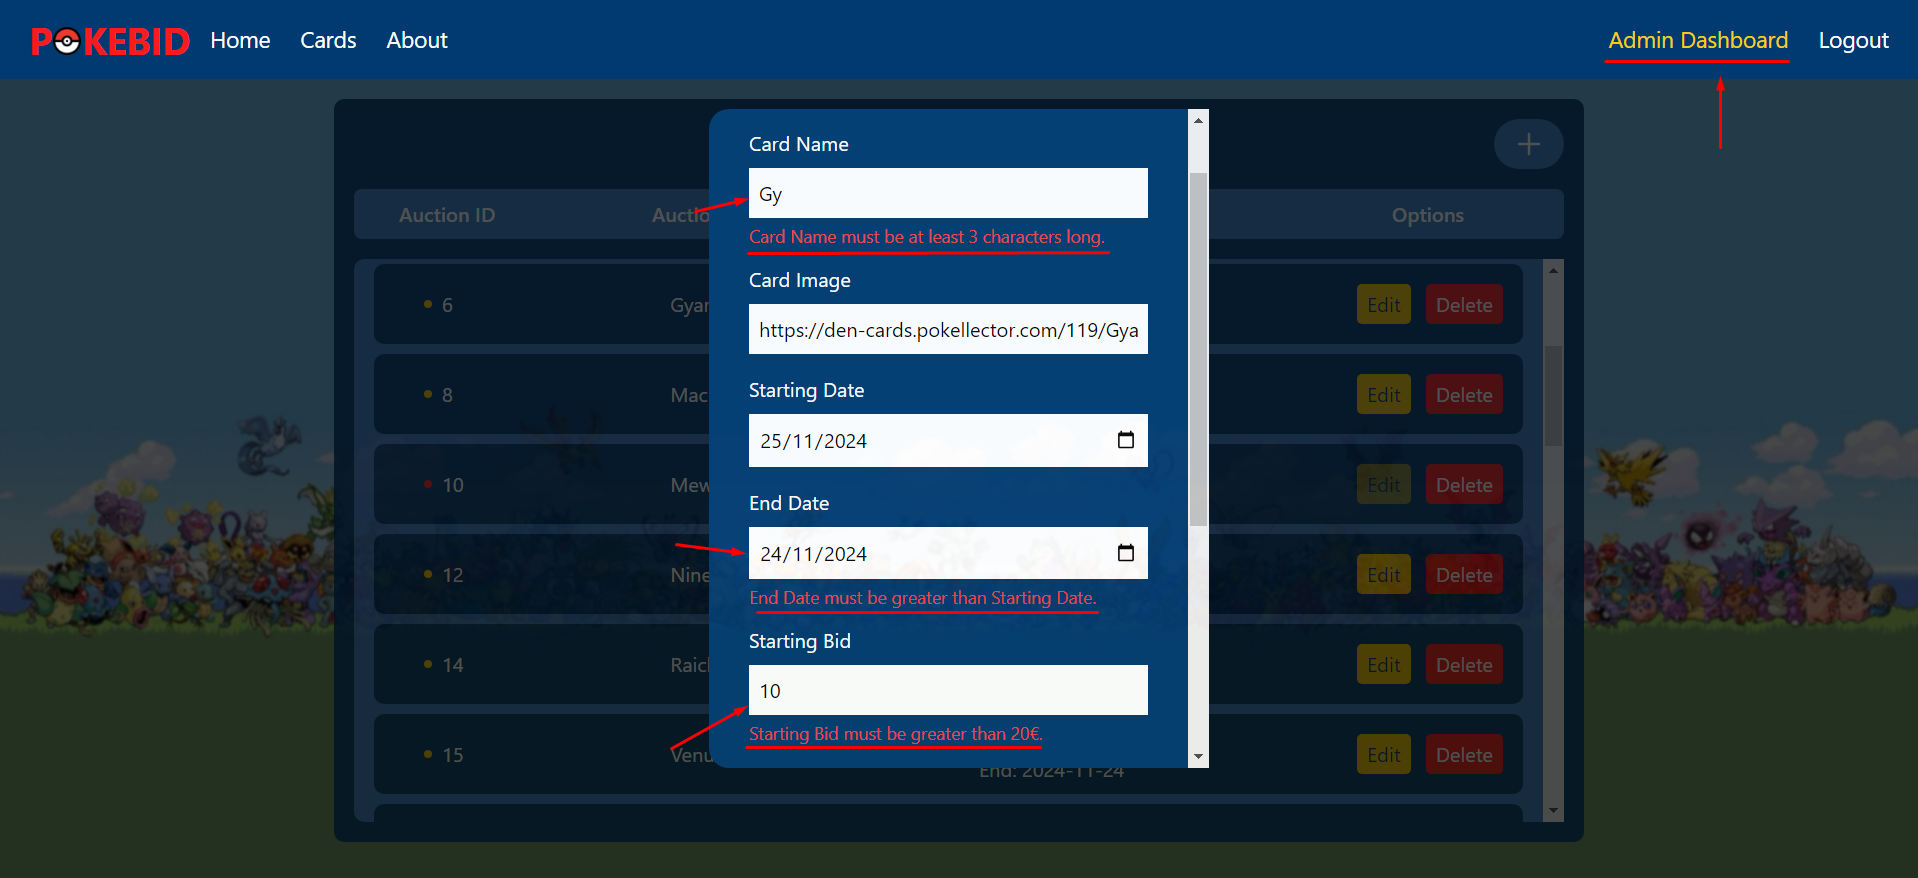 POKEBID Home Cards About Admin Dashboard Logout
Card Name
Gy
Card Name must be at least 3 characters long.
Card Image
https://den-cards.pokellector.com/119/Gya
Starting Date
25/11/2024
End Date
24/11/2024
End Date must be greater than Starting Date.
Starting Bid
10
Starting Bid must be greater than 20€.
+
Auction ID Auctio Options
6 Gyar Edit Delete
8 Mac Edit Delete
10 Mew Edit Delete
12 Nine Edit Delete
14 Raich Edit Delete
15 Venu Edit Delete
End: 2024-11-24